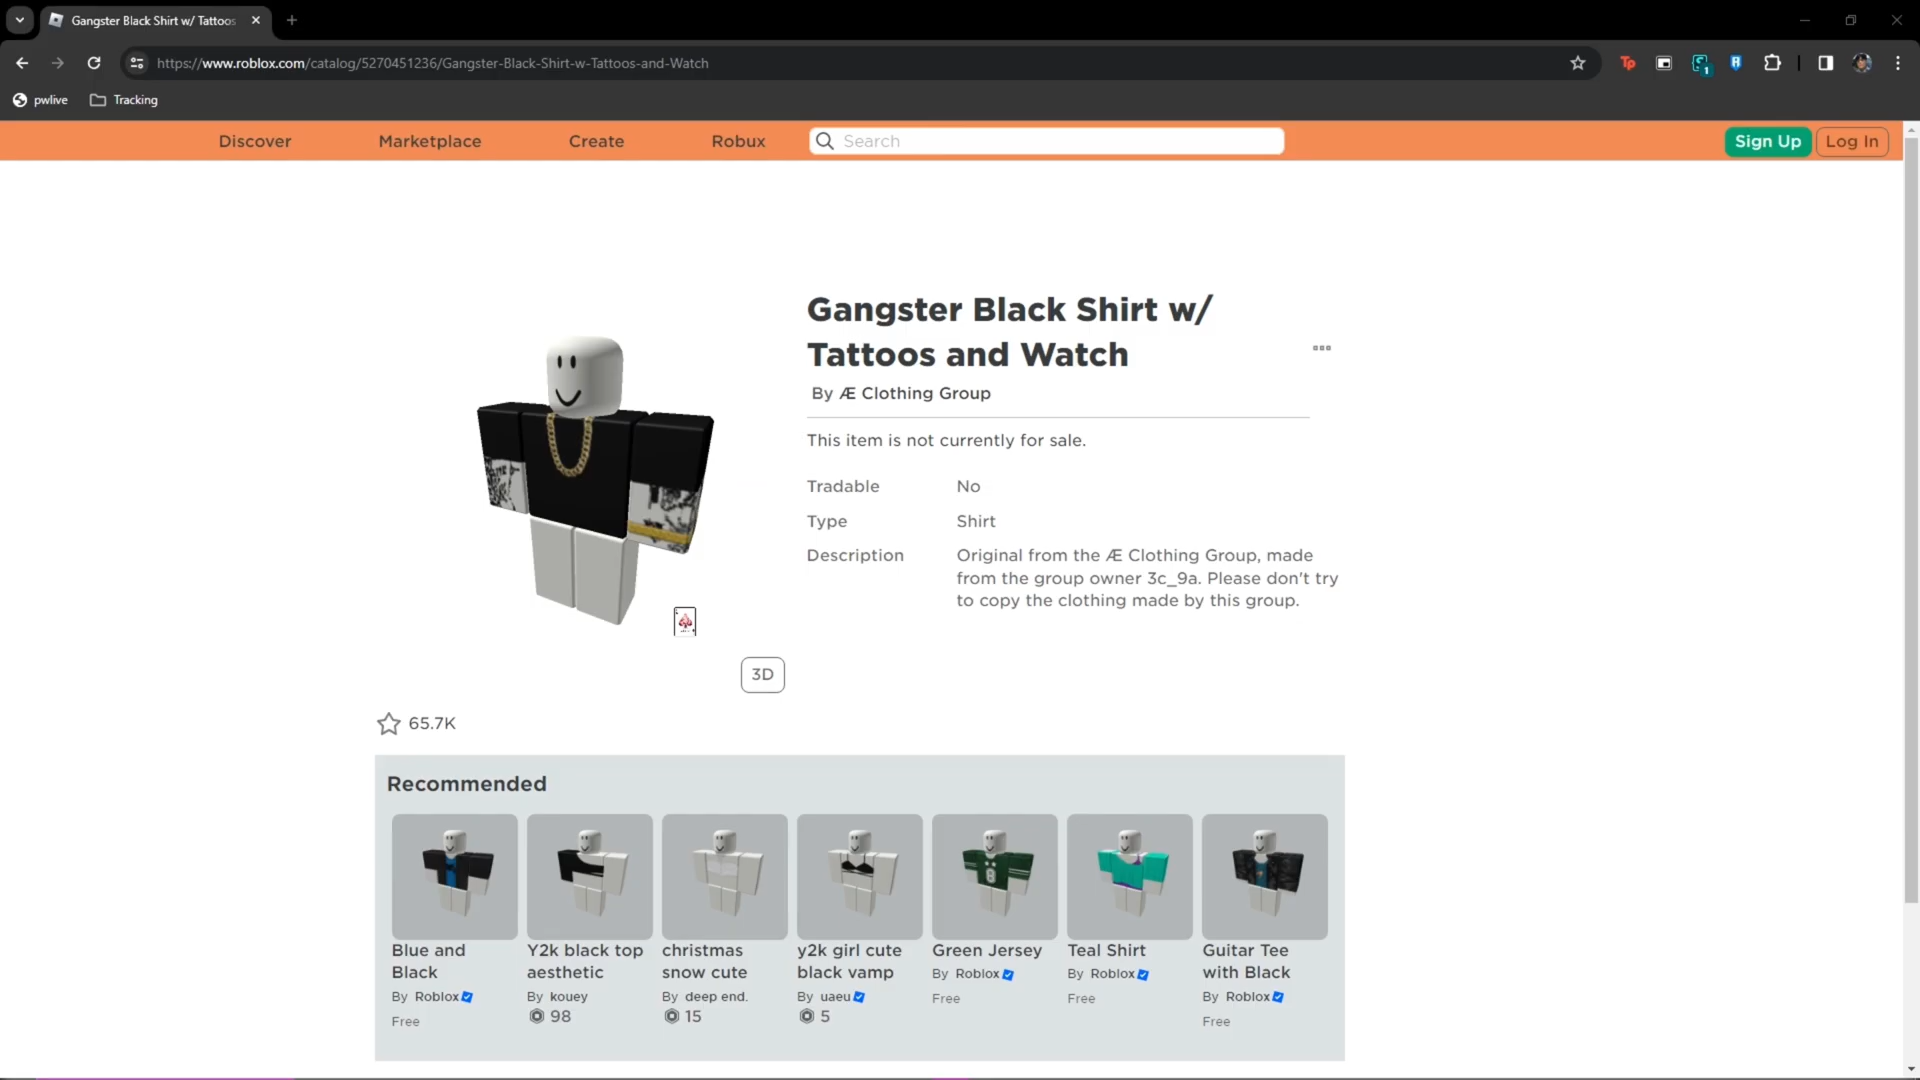 Gangster Black Shirt w/ Tattoos
https://www.roblox.com/catalog/5270451236/Gangster-Black-Shirt-w-Tattoos-and-Watch
Tp
1
pwlive
Tracking
Discover
Marketplace
Create
Robux
Search
Sign Up
Log In
Gangster Black Shirt w/
Tattoos and Watch
By Æ Clothing Group
This item is not currently for sale.
Tradable No
Type Shirt
Description Original from the Æ Clothing Group, made
from the group owner 3c_9a. Please don't try
to copy the clothing made by this group.
3D
65.7K
Recommended
8
Blue and
Black
By Roblox
Free
Y2k black top
aesthetic
By kouey
98
christmas
snow cute
By deep end.
15
y2k girl cute
black vamp
By uaeu
5
Green Jersey
By Roblox
Free
Teal Shirt
By Roblox
Free
Guitar Tee
with Black
By Roblox
Free